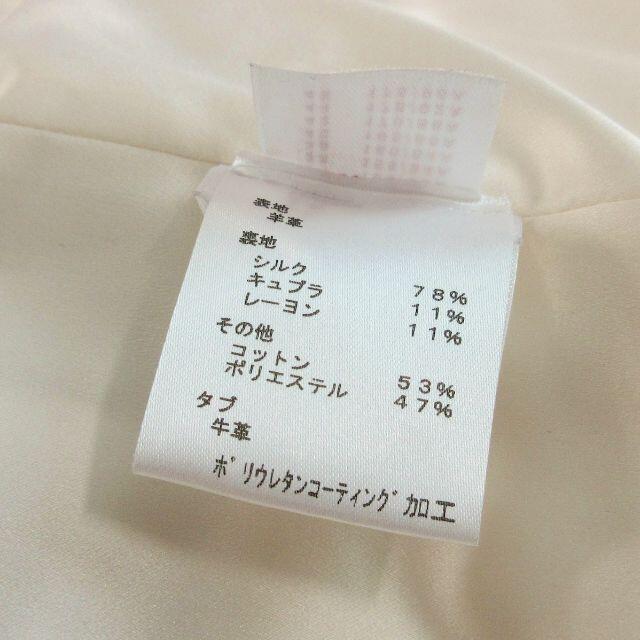 表地
羊革
裏地
シルク 78%
キュプラ 11%
レーヨン 11%
その他
コットン 53%
ポリエステル 47%
タブ
牛革
ポリウレタンコーティング加工